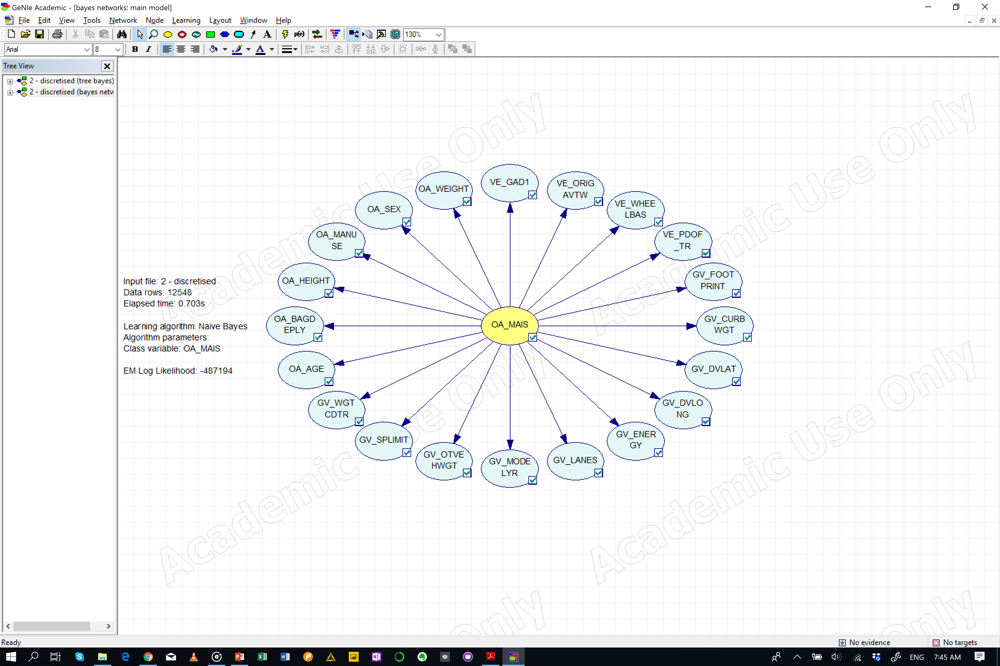 GeNIe Academic - [bayes networks: main model]
File Edit View Tools Network Node Learning Layout Window Help
p(e) 130%
Arial 8 B I A
Tree View
2 - discretised (tree bayes)
2 - discretised (bayes netw
Academic Use Only
Academic Use Only
Academic Use Only
Academic Use Only
Only
Only
VE_GAD1
OA_WEIGHT
VE_ORIG
AVTW
OA_SEX
VE_WHEE
LBAS
OA_MANU
SE
VE_PDOF
_TR
OA_HEIGHT
GV_FOOT
PRINT
Input file: 2 - discretised
Data rows: 12548
Elapsed time: 0.703s
Learning algorithm: Naive Bayes
Algorithm parameters:
Class variable: OA_MAIS
EM Log Likelihood: -487194
OA_BAGD
EPLY
OA_MAIS
GV_CURB
WGT
OA_AGE
GV_DVLAT
GV_WGT
CDTR
GV_DVLO
NG
GV_SPLIMIT
GV_ENER
GY
GV_OTVE
HWGT
GV_MODE
LYR
GV_LANES
Ready
No evidence
No targets
ENG 7:45 AM